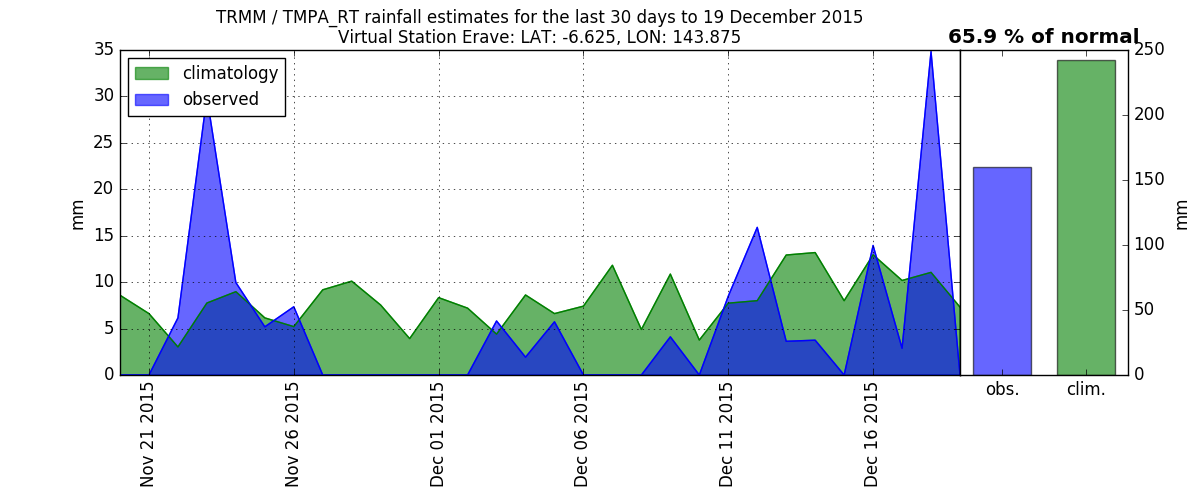 TRMM / TMPA_RT rainfall estimates for the last 30 days to 19 December 2015
Virtual Station Erave: LAT: -6.625, LON: 143.875
65.9 % of normal
climatology
observed
35
30
25
20
15
10
5
0
mm
Nov 21 2015
Nov 26 2015
Dec 01 2015
Dec 06 2015
Dec 11 2015
Dec 16 2015
250
200
150
100
50
0
mm
obs.
clim.